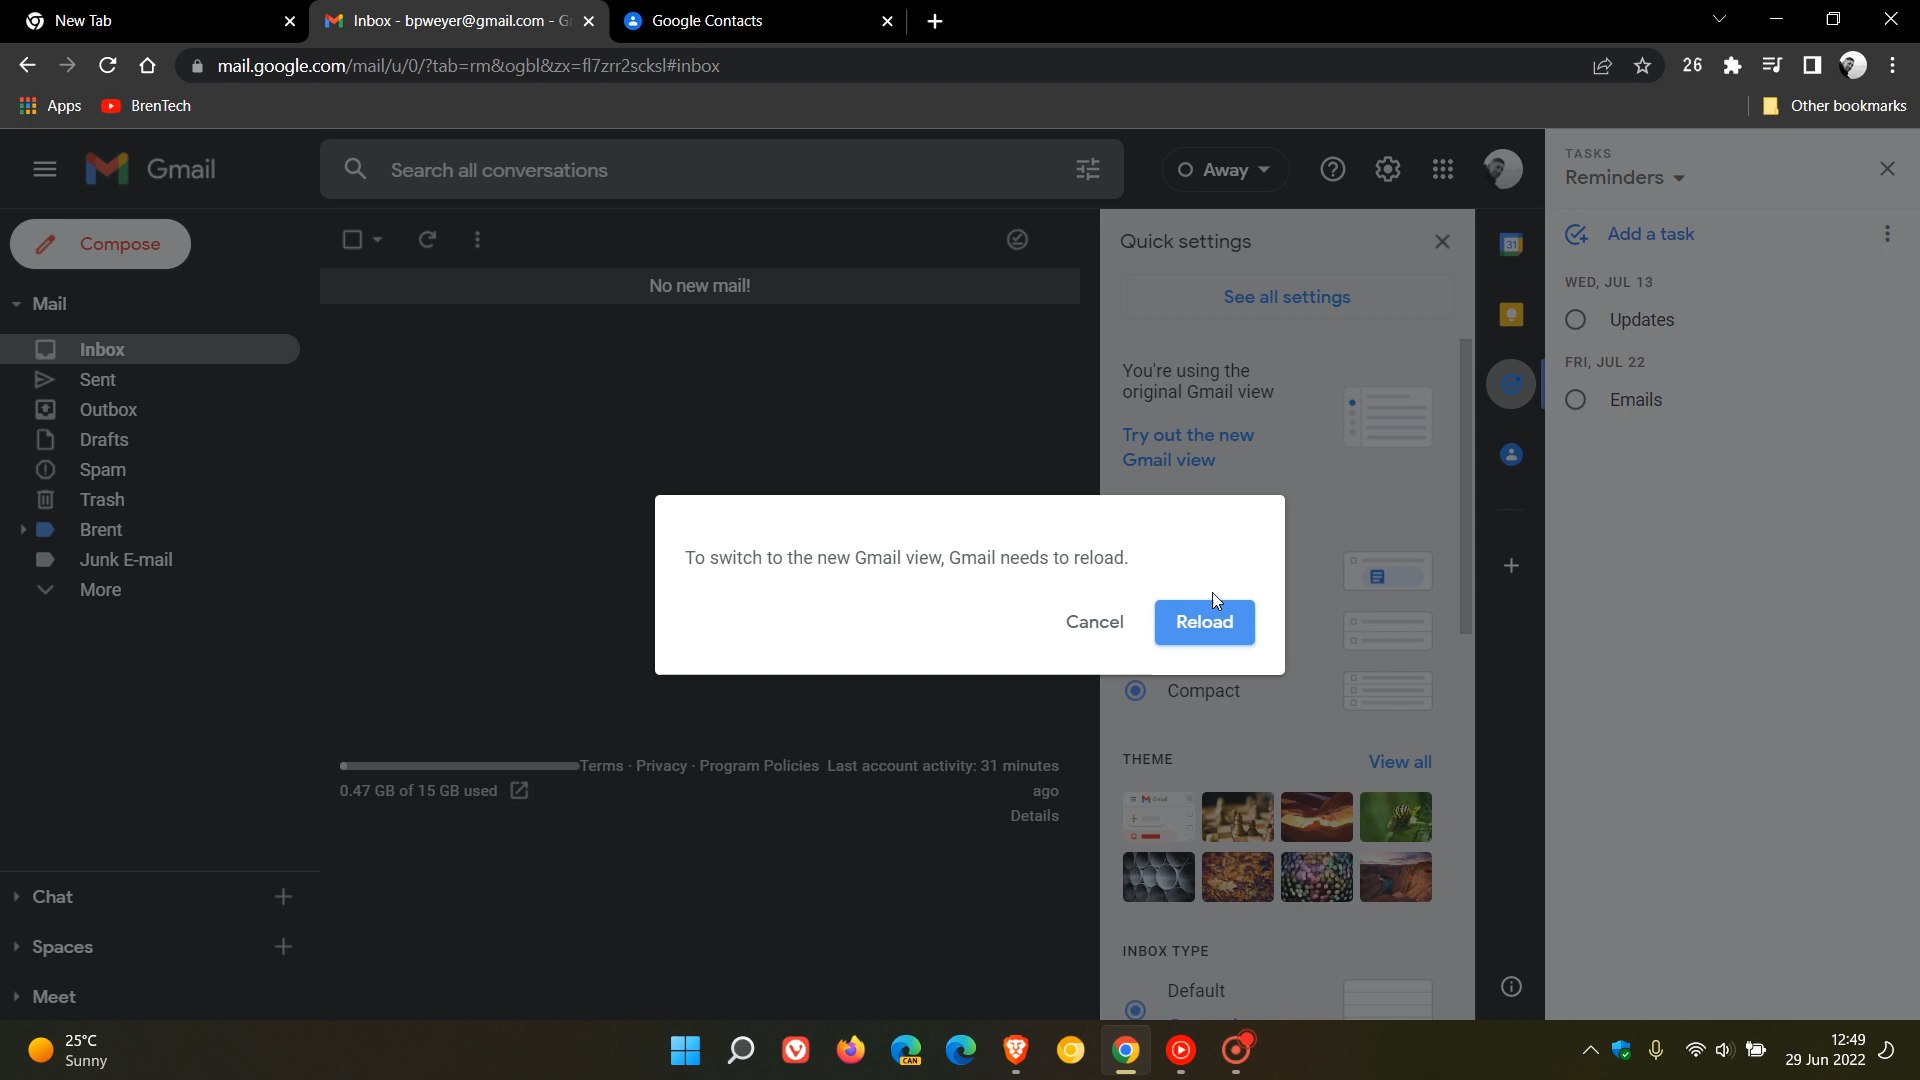 New Tab
Inbox - bpweyer@gmail.com - G
Google Contacts
mail.google.com/mail/u/0/?tab=rm&ogbl&zx=fl7zrr2scksl#inbox
26
Apps
BrenTech
Other bookmarks
Gmail
Search all conversations
Away
TASKS
Reminders
Compose
Quick settings
31
Add a task
No new mail!
See all settings
WED, JUL 13
Updates
Mail
Inbox
Sent
Outbox
Drafts
Spam
Trash
Brent
Junk E-mail
More
You're using the
original Gmail view
Try out the new
Gmail view
FRI, JUL 22
Emails
To switch to the new Gmail view, Gmail needs to reload.
Cancel
Reload
Compact
THEME
View all
Gmail
Terms · Privacy · Program Policies
Last account activity: 31 minutes
ago
0.47 GB of 15 GB used
Details
Chat
Spaces
Meet
INBOX TYPE
Default
25°C
Sunny
CAN
12:49
29 Jun 2022